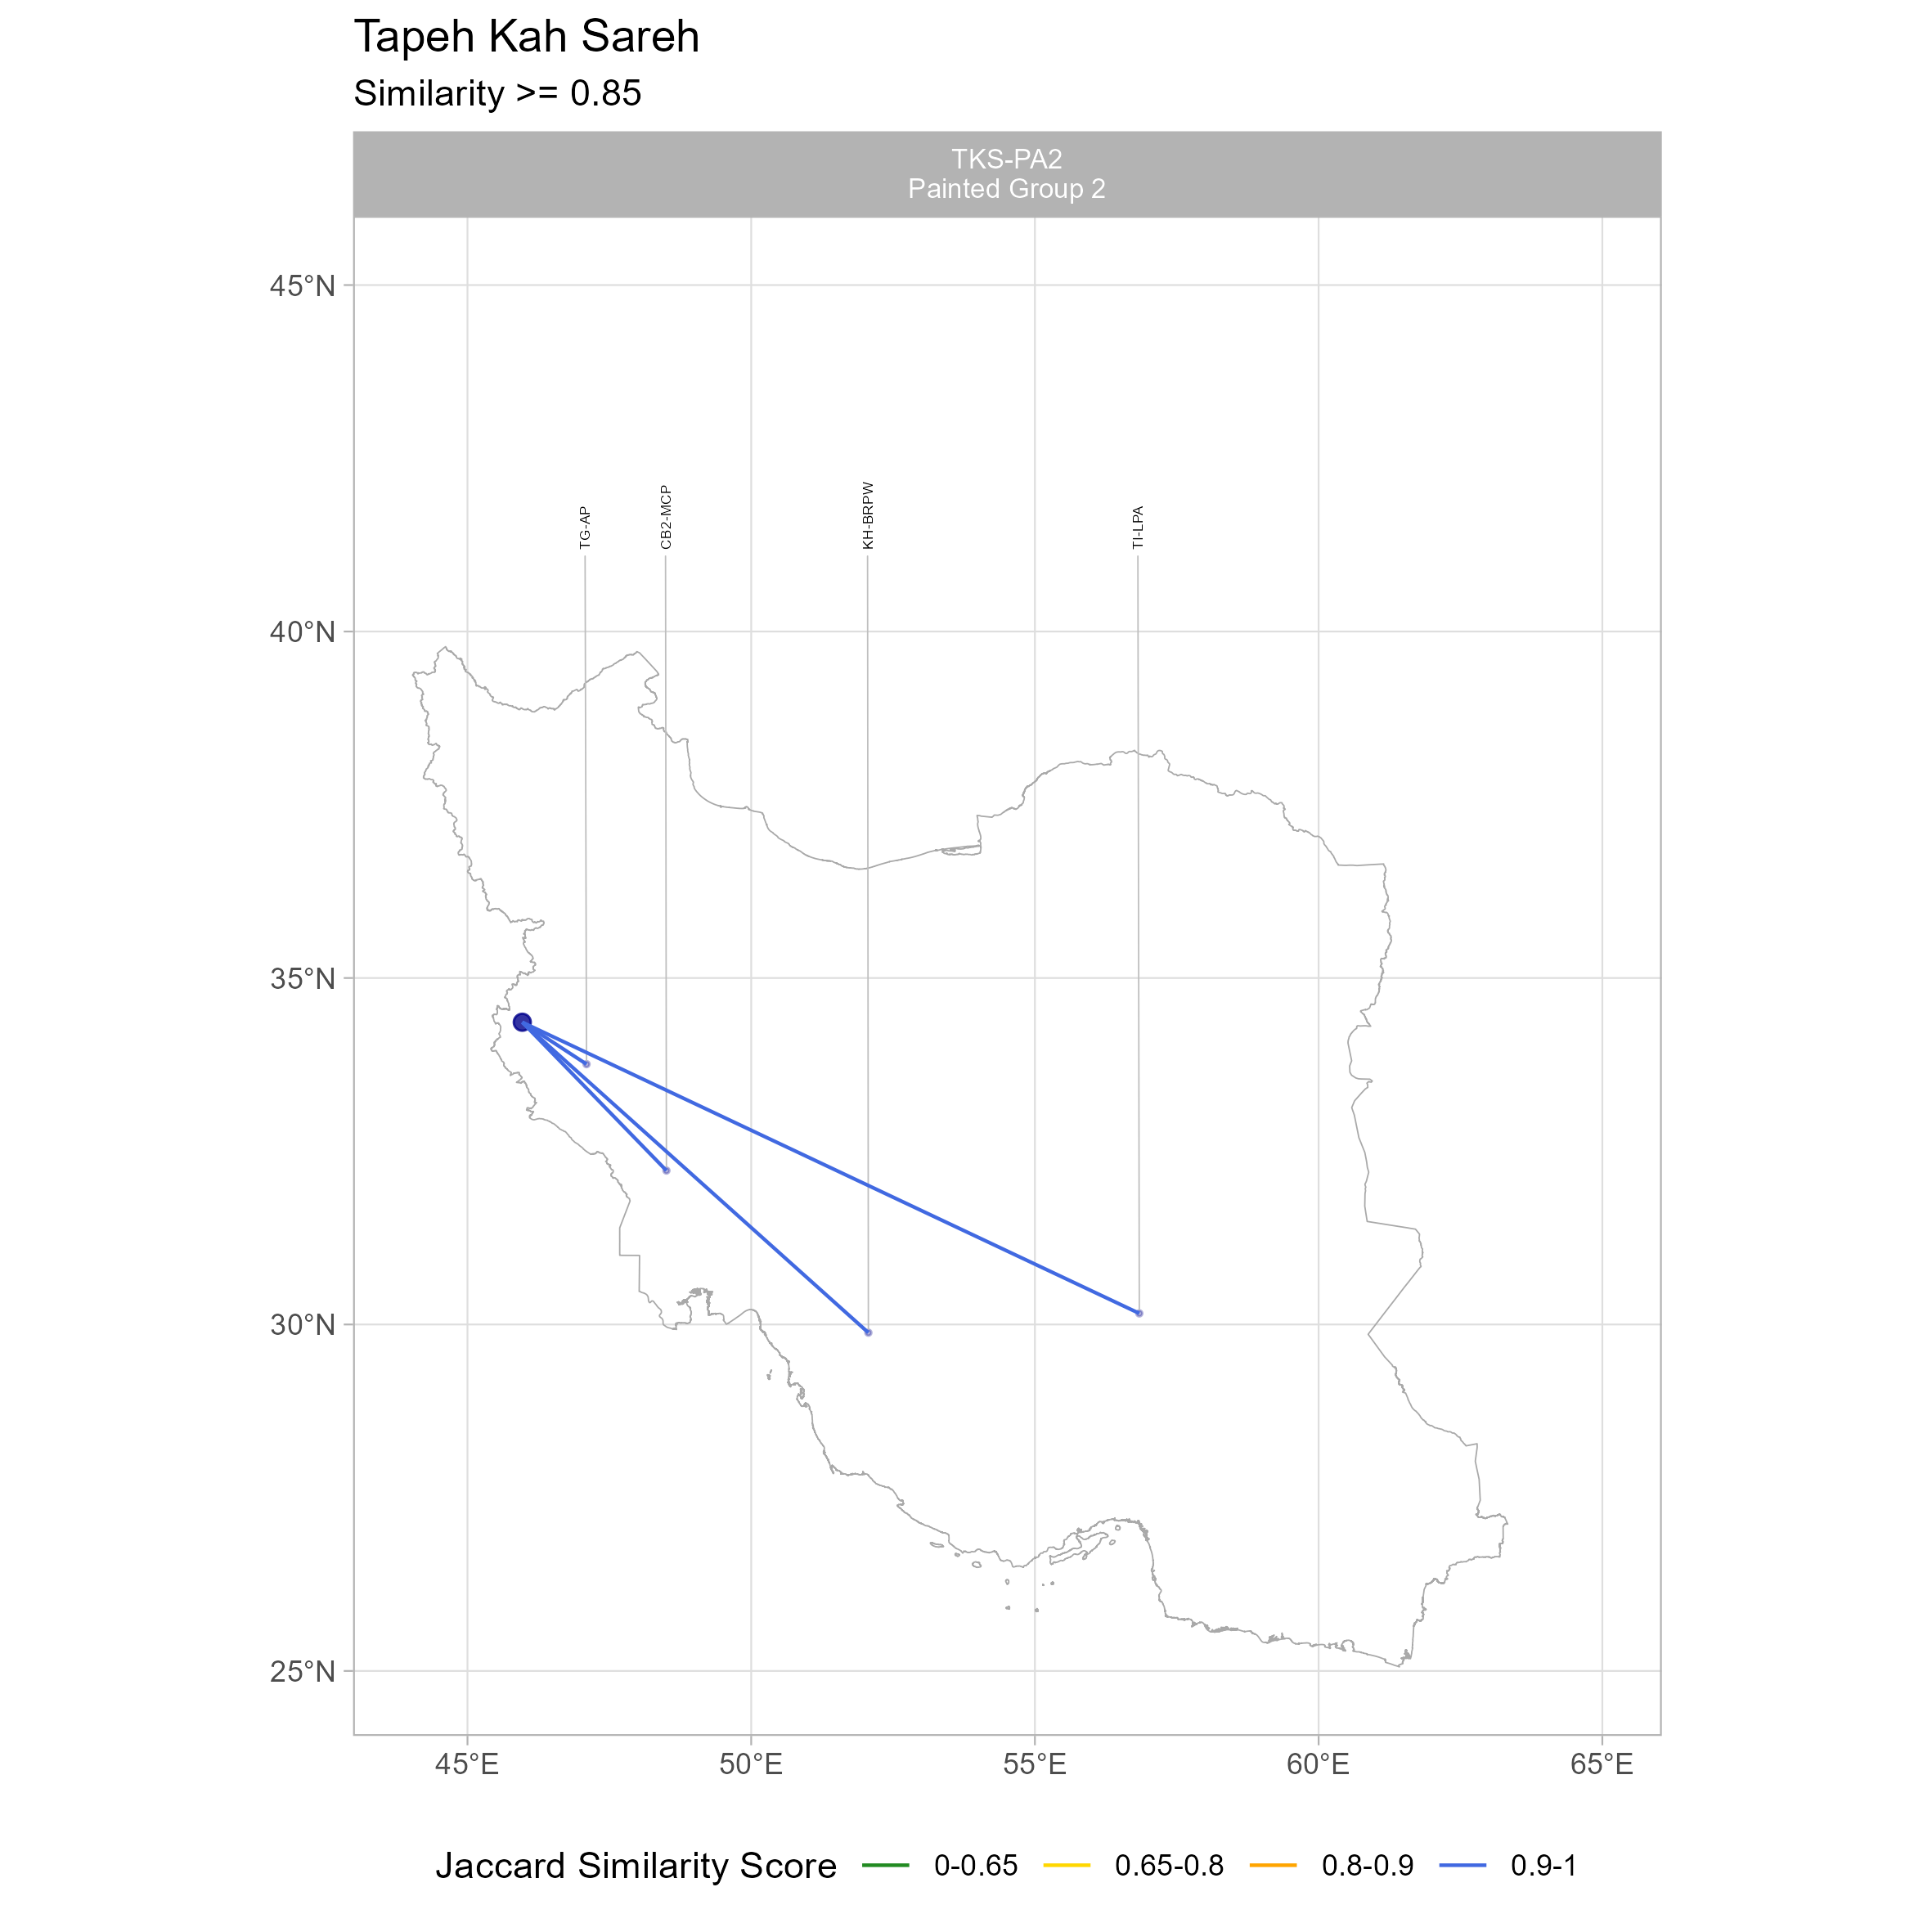 Tapeh Kah Sareh
Similarity >= 0.85
TKS-PA2
Painted Group 2
45°N
40°N
35°N
30°N
25°N
TG-AP
CB2-MCP
KH-BRPW
TI-LPA
45°E 50°E 55°E 60°E 65°E
Jaccard Similarity Score 0-0.65 0.65-0.8 0.8-0.9 0.9-1